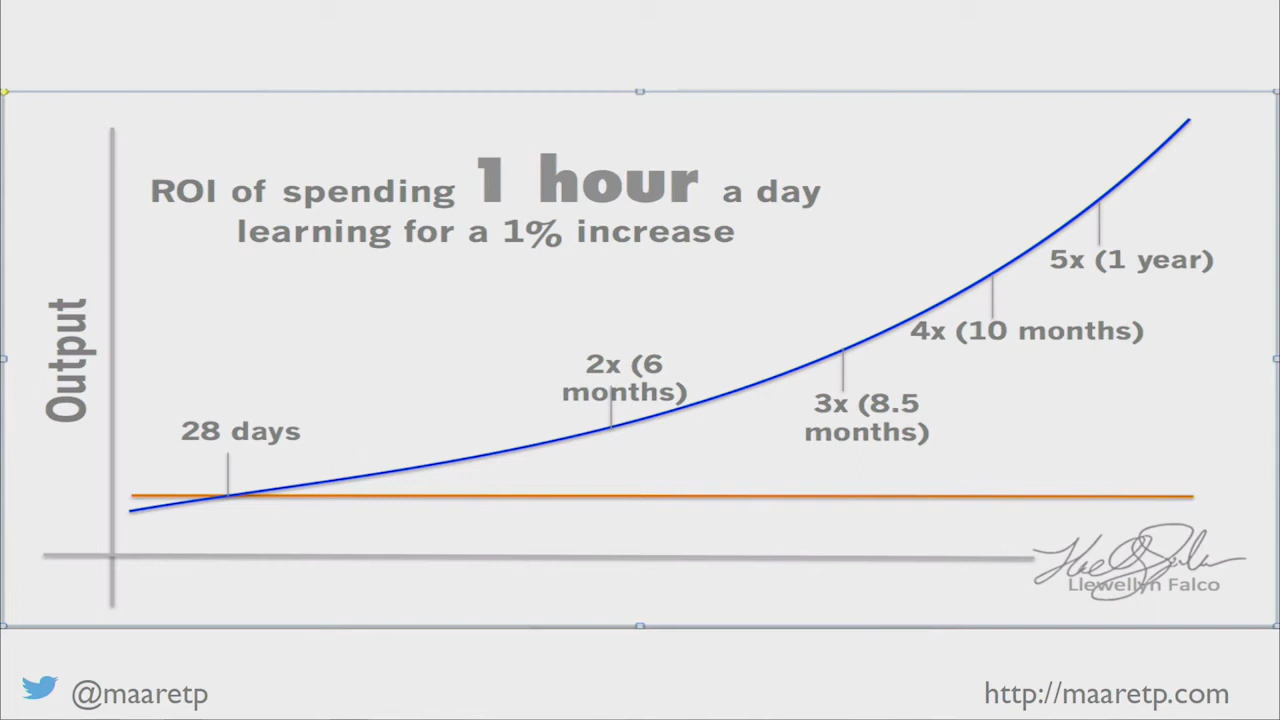 ROI of spending 1 hour a day
learning for a 1% increase
Output
28 days
2x (6
months)
3x (8.5
months)
4x (10 months)
5x (1 year)
Llewellyn Falco
@maaretp
http://maaretp.com